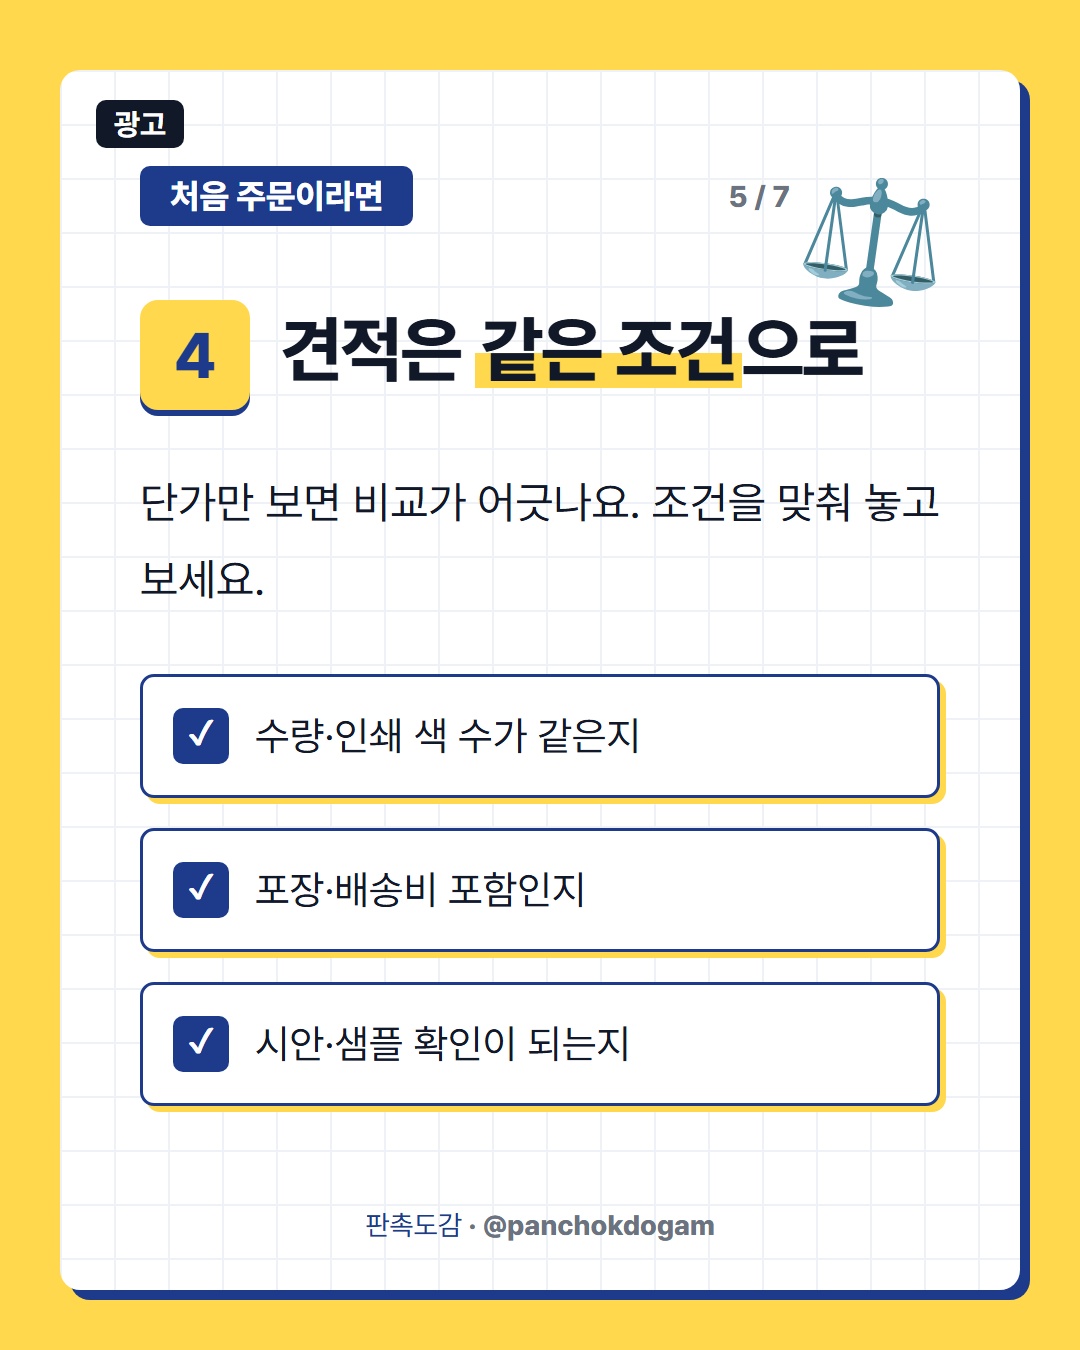 광고
처음 주문이라면
5 / 7
4
견적은 같은 조건으로
단가만 보면 비교가 어긋나요. 조건을 맞춰 놓고
보세요.
수량·인쇄 색 수가 같은지
포장·배송비 포함인지
시안·샘플 확인이 되는지
판촉도감 · @panchokdogam